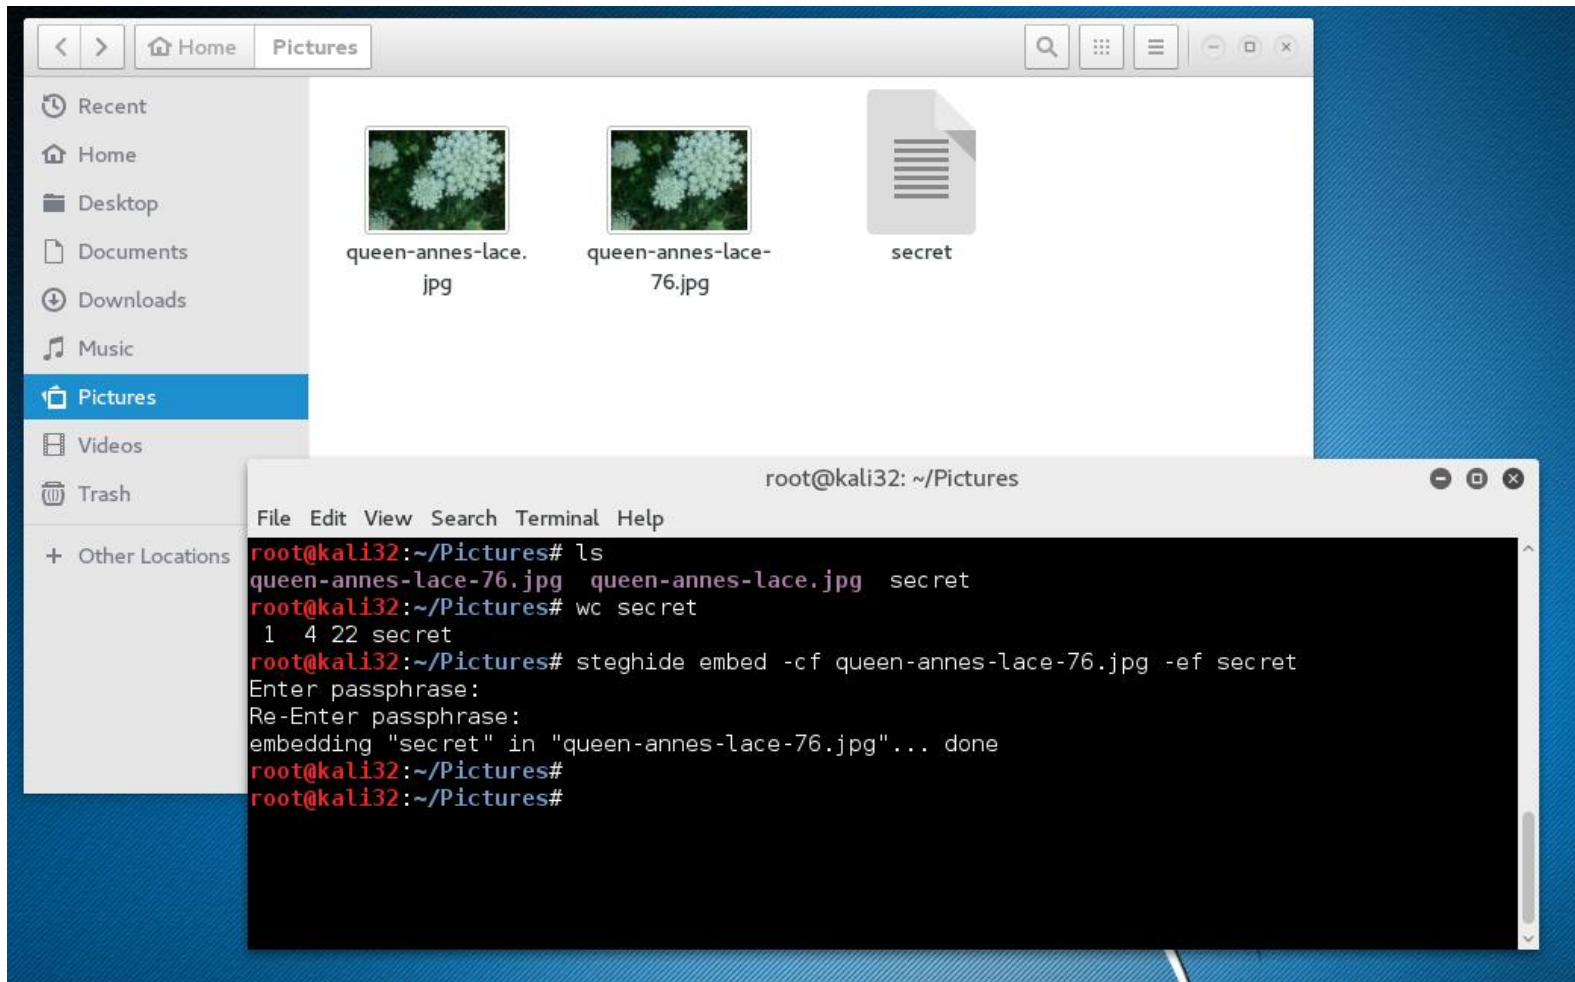 Home Pictures
Recent
Home
Desktop
Documents
Downloads
Music
Pictures
Videos
Trash
+ Other Locations
queen-annes-lace.
jpg
queen-annes-lace-
76.jpg
secret
root@kali32: ~/Pictures
File Edit View Search Terminal Help
root@kali32:~/Pictures# ls
queen-annes-lace-76.jpg queen-annes-lace.jpg secret
root@kali32:~/Pictures# wc secret
1 4 22 secret
root@kali32:~/Pictures# steghide embed -cf queen-annes-lace-76.jpg -ef secret
Enter passphrase:
Re-Enter passphrase:
embedding "secret" in "queen-annes-lace-76.jpg"... done
root@kali32:~/Pictures#
root@kali32:~/Pictures#